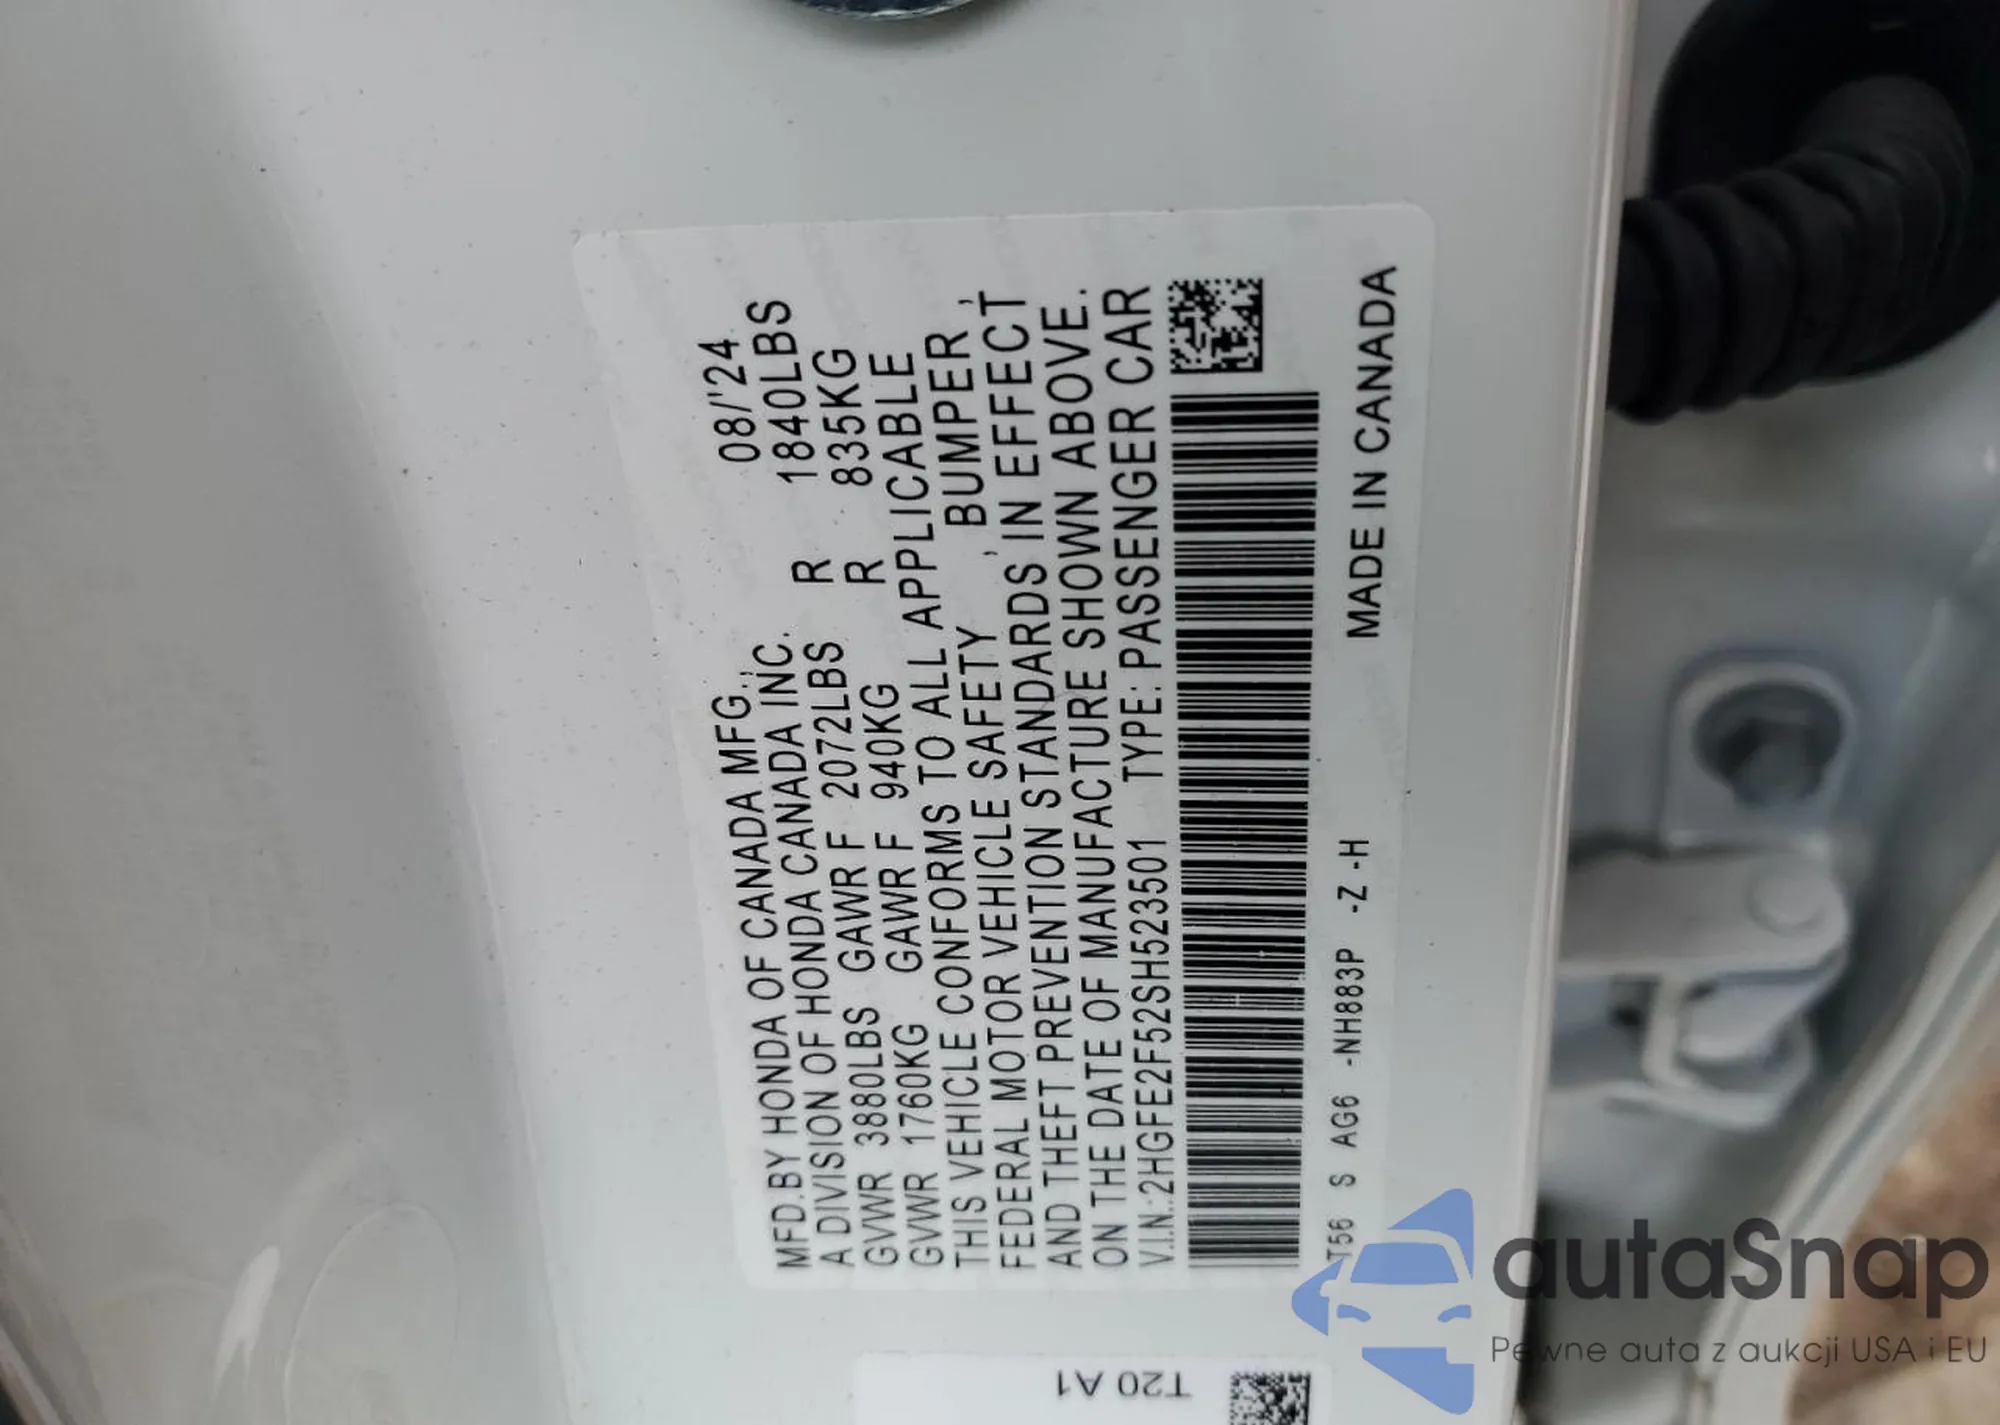 MFD.BY HONDA OF CANADA MFG., 08/'24
A DIVISION OF HONDA CANADA INC.
GVWR 3880LBS GAWR F 2072LBS R 1840LBS
GVWR 1760KG GAWR F 940KG R 835KG
THIS VEHICLE CONFORMS TO ALL APPLICABLE
FEDERAL MOTOR VEHICLE SAFETY, BUMPER,
AND THEFT PREVENTION STANDARDS IN EFFECT
ON THE DATE OF MANUFACTURE SHOWN ABOVE.
V.I.N.:2HGFE2F52SH523501 TYPE: PASSENGER CAR
T56 S AG6 -NH883P -Z -H MADE IN CANADA
T20 A1
autaSnap
Pewne auta z aukcji USA i EU